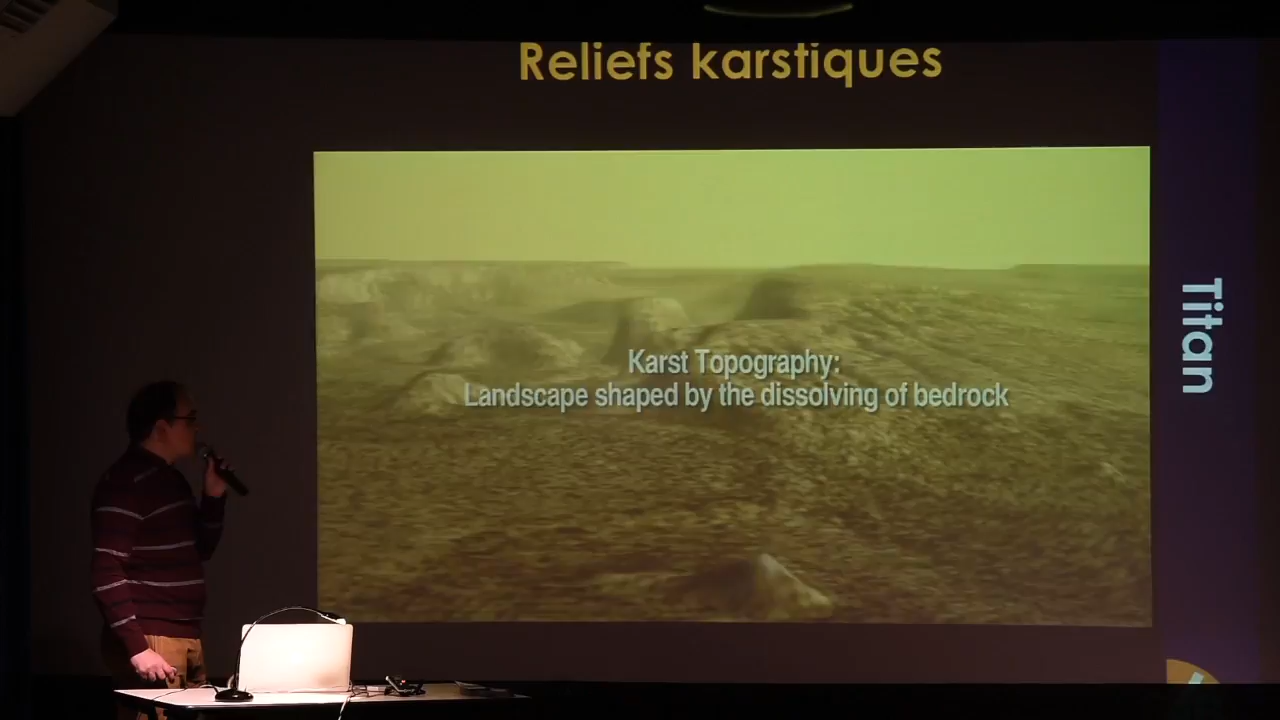 Reliefs karstiques
Karst Topography:
Landscape shaped by the dissolving of bedrock
Titan